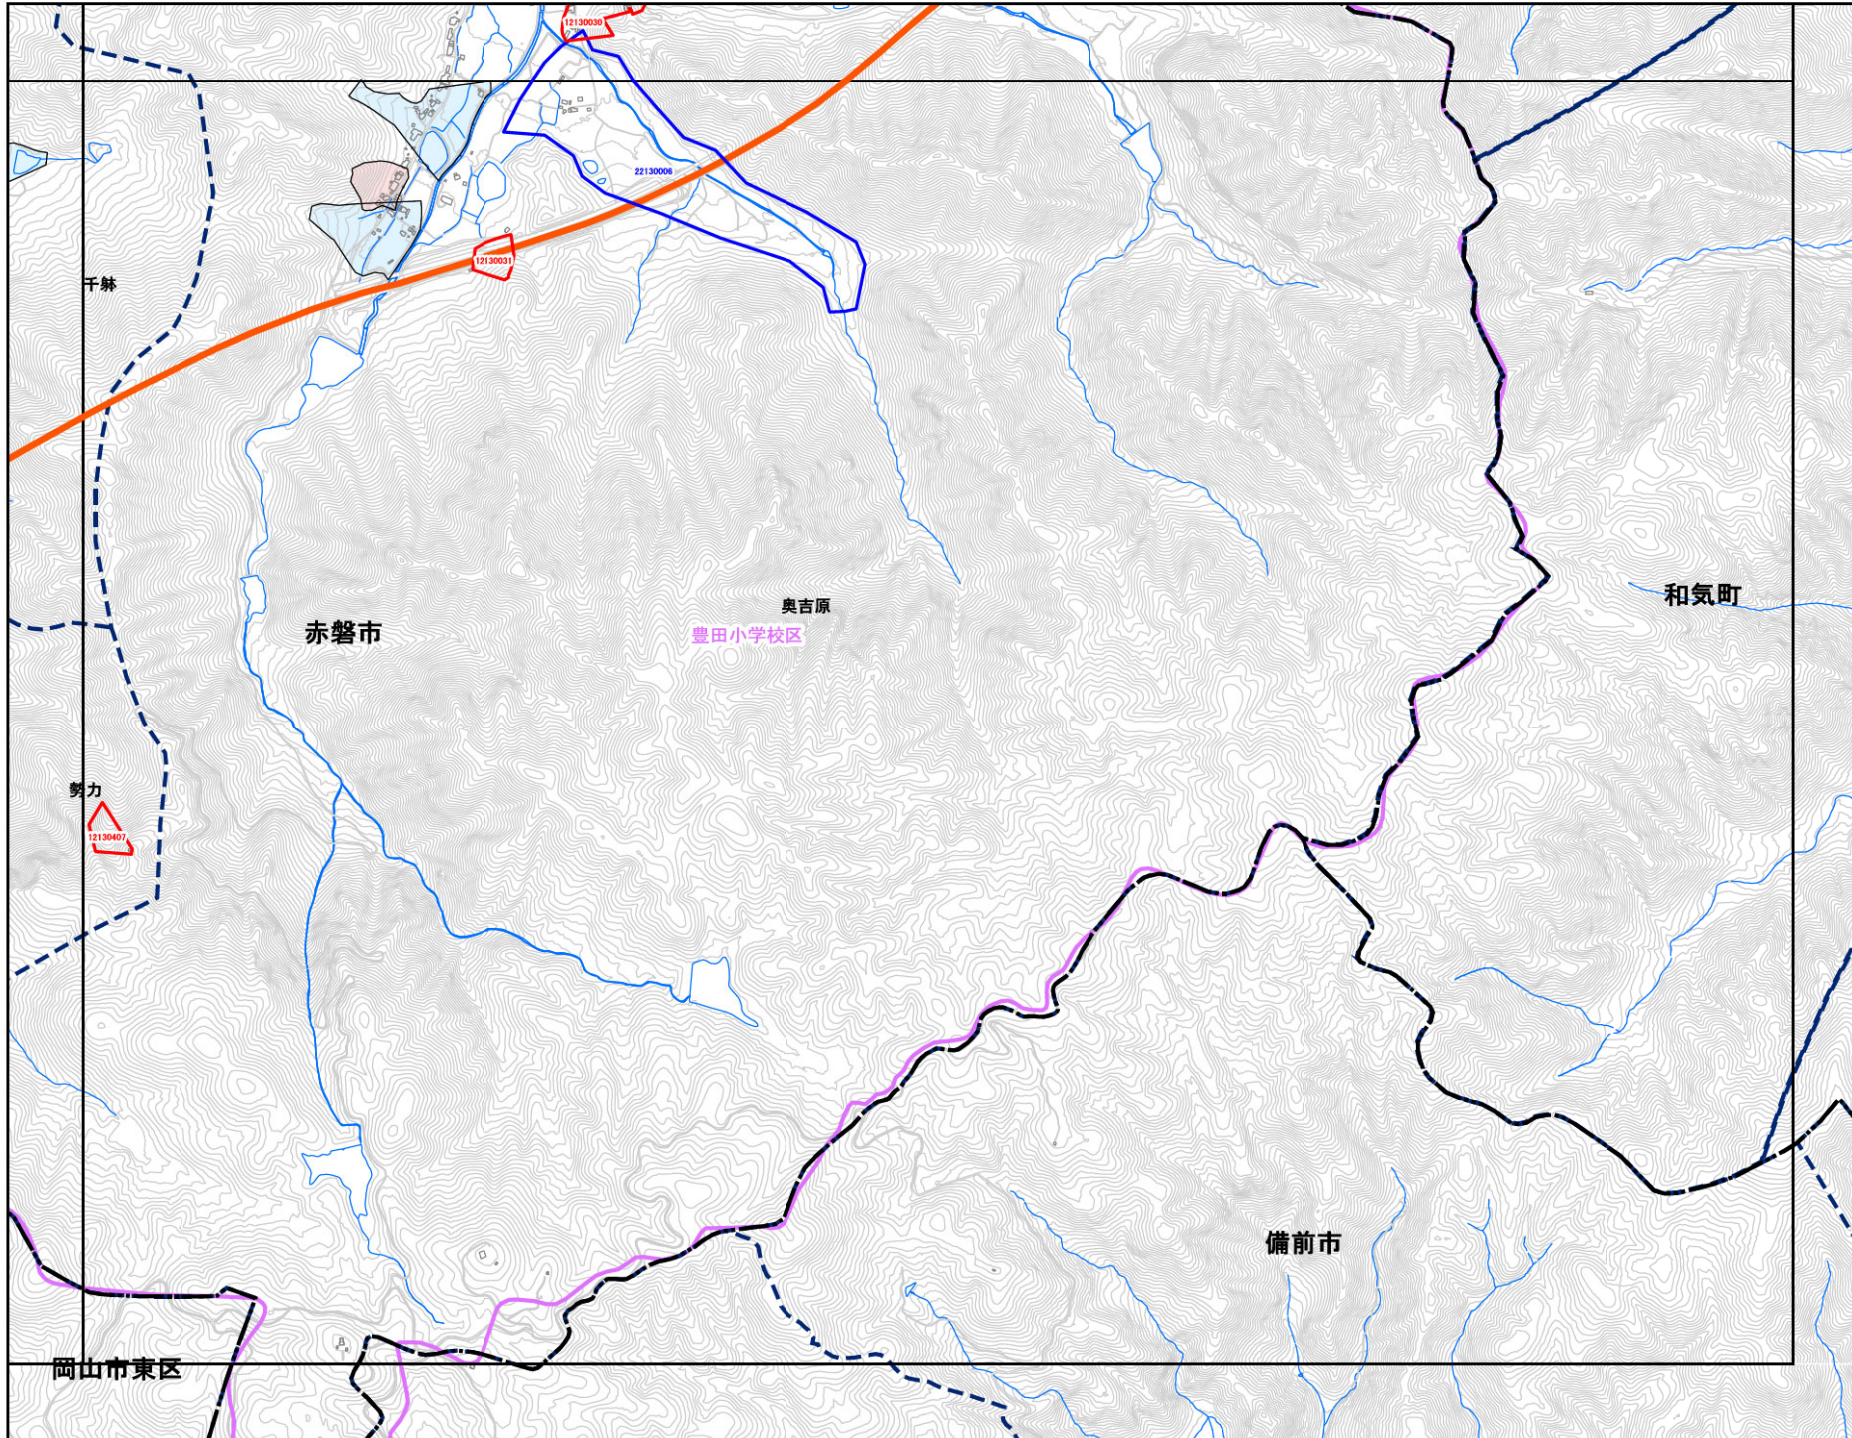 12130030
22130006
12130031
千躰
和気町
奥吉原
赤磐市
豊田小学校区
勢力
12130407
備前市
岡山市東区